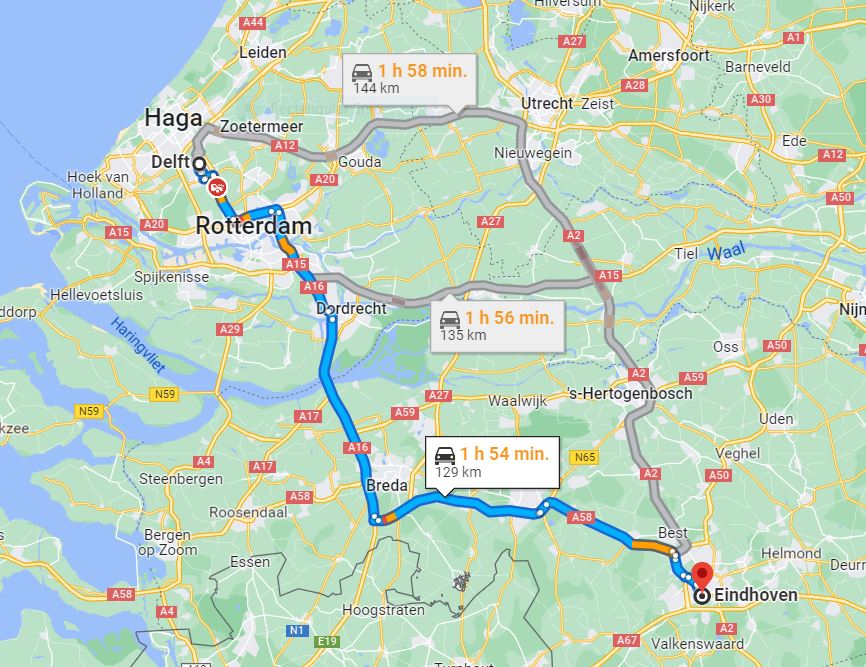 Hilversum
Nijkerk
A44
A27
A1
Leiden
Amersfoort
Barneveld
1 h 58 min.
144 km
A28
A30
Utrecht
Zeist
Haga
Zoetermeer
A12
Nieuwegein
Ede
A12
Delft
Gouda
Hoek van
Holland
A20
A50
A20
Rotterdam
A15
A27
A2
Tiel
Waal
A15
A15
Spijkenisse
A16
Hellevoetsluis
Dordrecht
1 h 56 min.
135 km
Haringvliet
A29
Oss
A50
A2
A59
N59
A27
Waalwijk
's-Hertogenbosch
N59
A17
A59
Uden
A16
1 h 54 min.
129 km
N65
Veghel
A4
A17
Steenbergen
Breda
A2
A50
A58
Roosendaal
A58
Bergen
op Zoom
Best
Helmond
Essen
A58
Eindhoven
A4
Hoogstraten
N1
E19
A2
A67
Valkenswaard